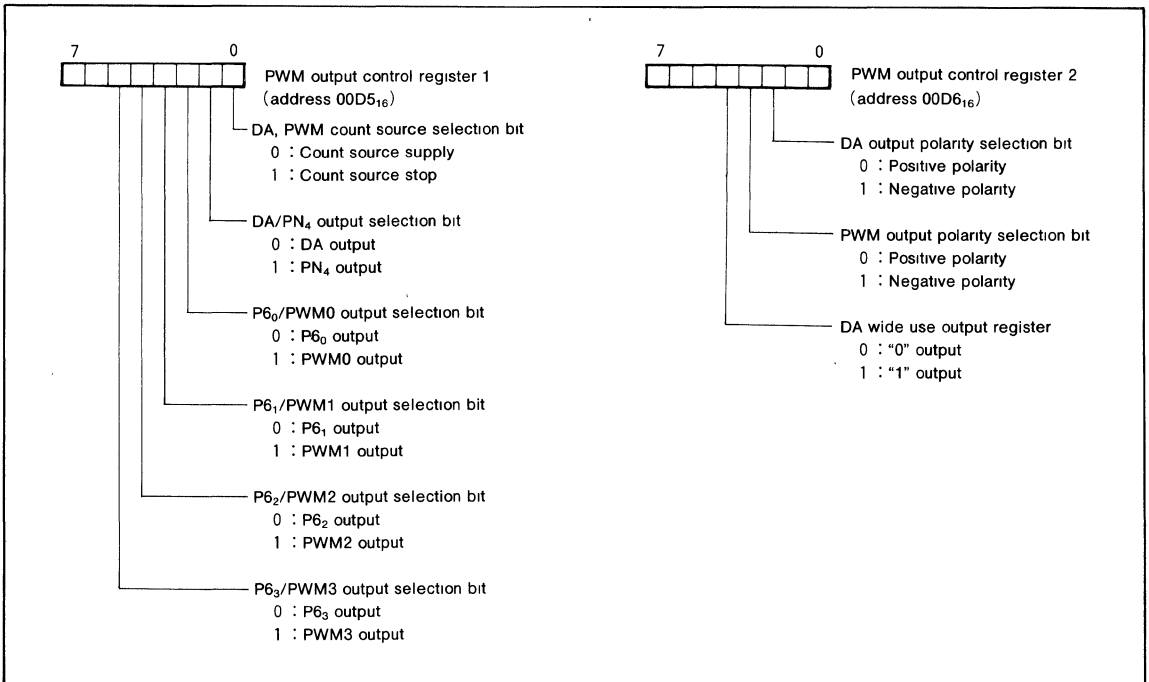 7 0
PWM output control register 1
(address 00D5₁₆)
DA, PWM count source selection bit
0 : Count source supply
1 : Count source stop
DA/PN₄ output selection bit
0 : DA output
1 : PN₄ output
P6₀/PWM0 output selection bit
0 : P6₀ output
1 : PWM0 output
P6₁/PWM1 output selection bit
0 : P6₁ output
1 : PWM1 output
P6₂/PWM2 output selection bit
0 : P6₂ output
1 : PWM2 output
P6₃/PWM3 output selection bit
0 : P6₃ output
1 : PWM3 output
7 0
PWM output control register 2
(address 00D6₁₆)
DA output polarity selection bit
0 : Positive polarity
1 : Negative polarity
PWM output polarity selection bit
0 : Positive polarity
1 : Negative polarity
DA wide use output register
0 : “0” output
1 : “1” output